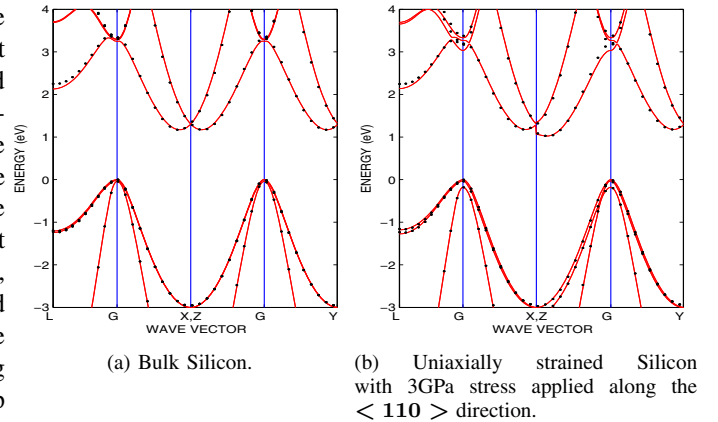 e
t
d
-
e
e
e
t
,
d
e
g
p
4
3
2
1
0
−1
−2
−3
ENERGY (eV)
L G X,Z G Y
WAVE VECTOR
(a) Bulk Silicon.
4
3
2
1
0
−1
−2
−3
ENERGY (eV)
L G X,Z G Y
WAVE VECTOR
(b) Uniaxially strained Silicon
with 3GPa stress applied along the
< 110 > direction.